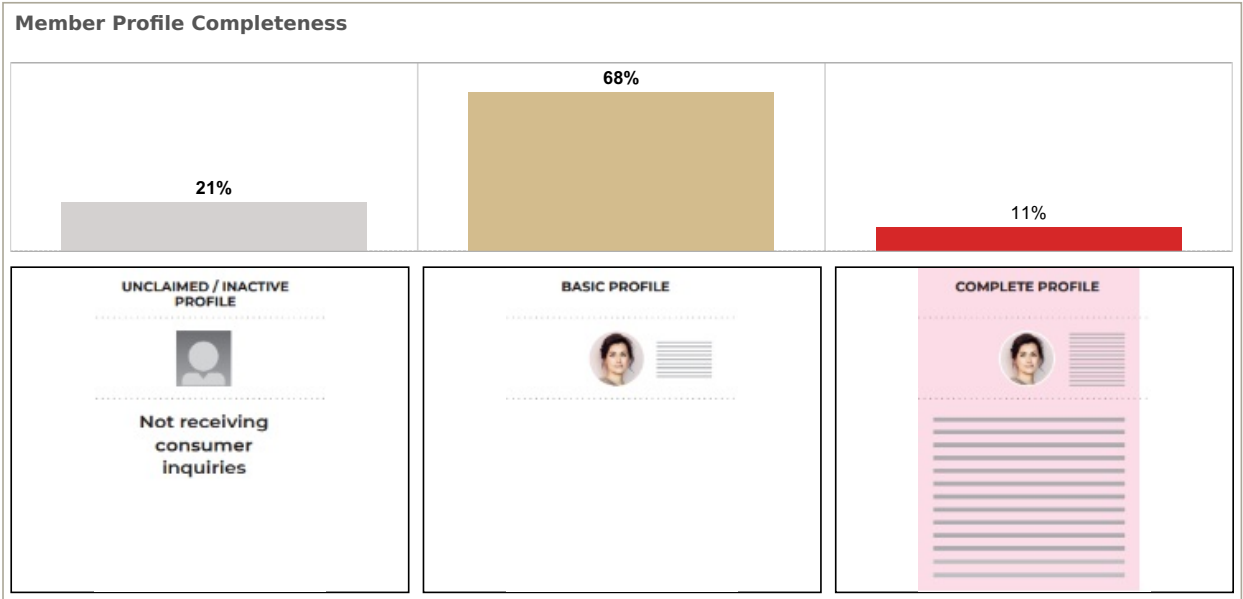 Member Profile Completeness
68%
21%
11%
UNCLAIMED / INACTIVE
PROFILE
Not receiving
consumer
inquiries
BASIC PROFILE
COMPLETE PROFILE